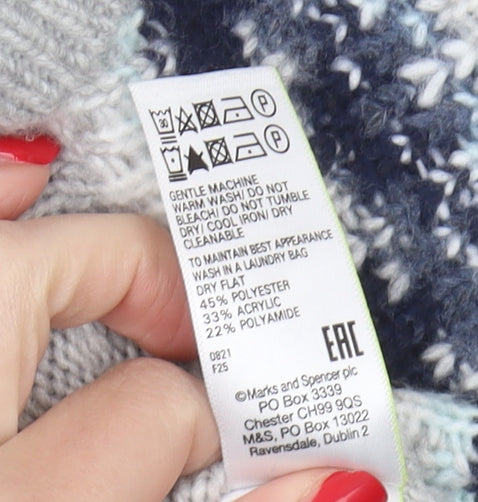 30 P
P
GENTLE MACHINE
WARM WASH/ DO NOT
BLEACH/ DO NOT TUMBLE
DRY/ COOL IRON/ DRY
CLEANABLE
TO MAINTAIN BEST APPEARANCE
WASH IN A LAUNDRY BAG
DRY FLAT
45% POLYESTER
33% ACRYLIC
22% POLYAMIDE
0821
F25
EAC
©Marks and Spencer plc
PO Box 3339
Chester CH99 9QS
M&S, PO Box 13022
Ravensdale, Dublin 2